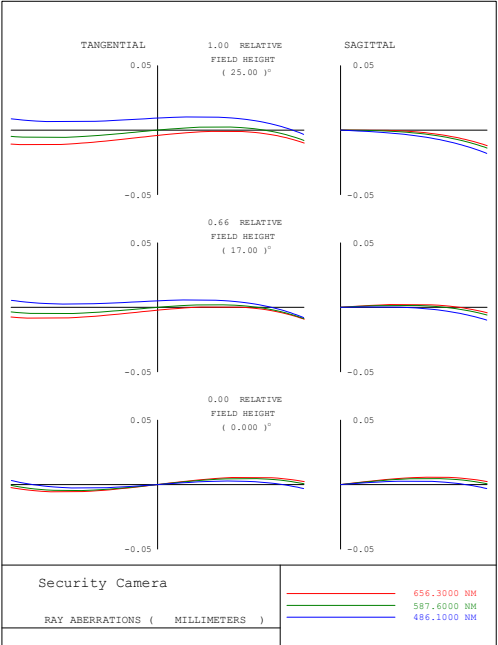 TANGENTIAL 1.00 RELATIVE SAGITTAL
FIELD HEIGHT
0.05 ( 25.00 )° 0.05
-0.05 -0.05
0.66 RELATIVE
FIELD HEIGHT
0.05 ( 17.00 )° 0.05
-0.05 -0.05
0.00 RELATIVE
FIELD HEIGHT
0.05 ( 0.000 )° 0.05
-0.05 -0.05
Security Camera
656.3000 NM
587.6000 NM
RAY ABERRATIONS ( MILLIMETERS ) 486.1000 NM